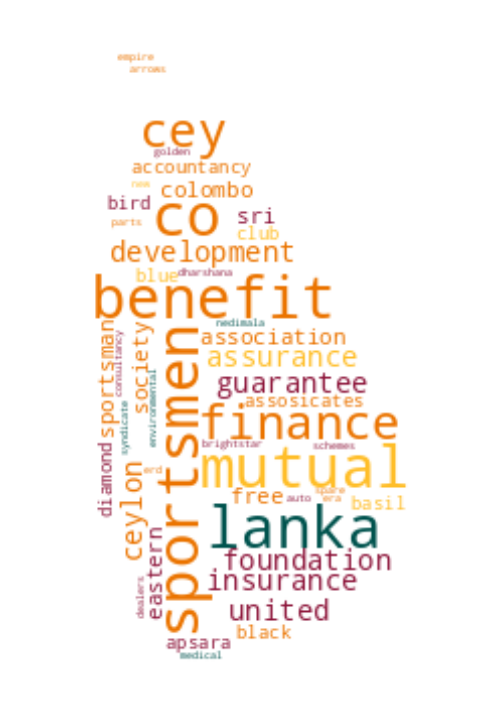 empire
arrows
cey
golden
accountancy
new
colombo
bird
co
sri
parts
club
development
blue
dharshana
benefit
nedimala
sportsman
consultancy
society
sportsmen
association
assurance
guarantee
assosicates
syndicate
environmental
finance
brightstar
schemes
diamond
ceylon
erd
mutual
free
auto
spare
era
basil
lanka
eastern
foundation
insurance
dealers
united
black
apsara
medical